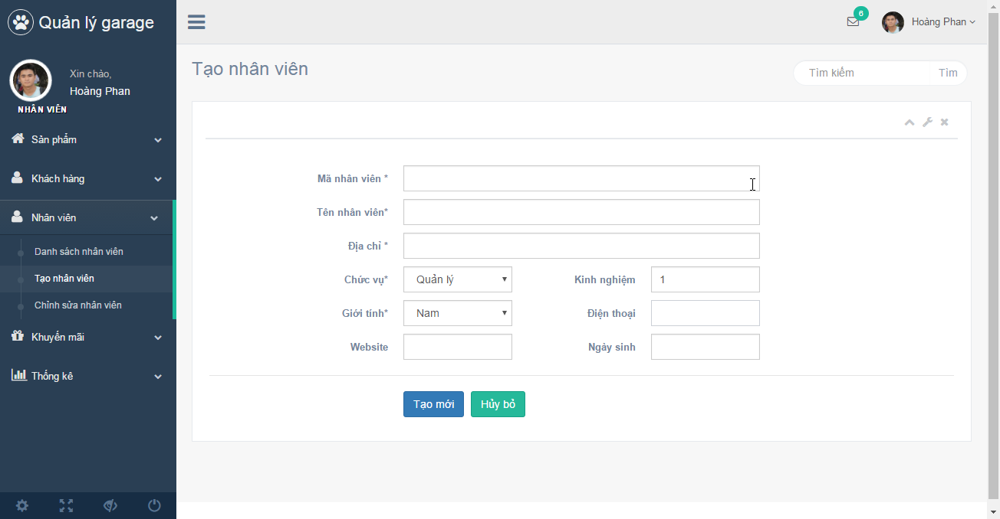 Quản lý garage
6
Hoàng Phan
Xin chào,
Hoàng Phan
NHÂN VIÊN
Sản phẩm
Khách hàng
Nhân viên
Danh sách nhân viên
Tạo nhân viên
Chỉnh sửa nhân viên
Khuyến mãi
Thống kê
Tạo nhân viên
Tìm kiếm Tìm
Mã nhân viên *
Tên nhân viên*
Địa chỉ *
Chức vụ* Quản lý Kinh nghiệm 1
Giới tính* Nam Điện thoại
Website Ngày sinh
Tạo mới Hủy bỏ